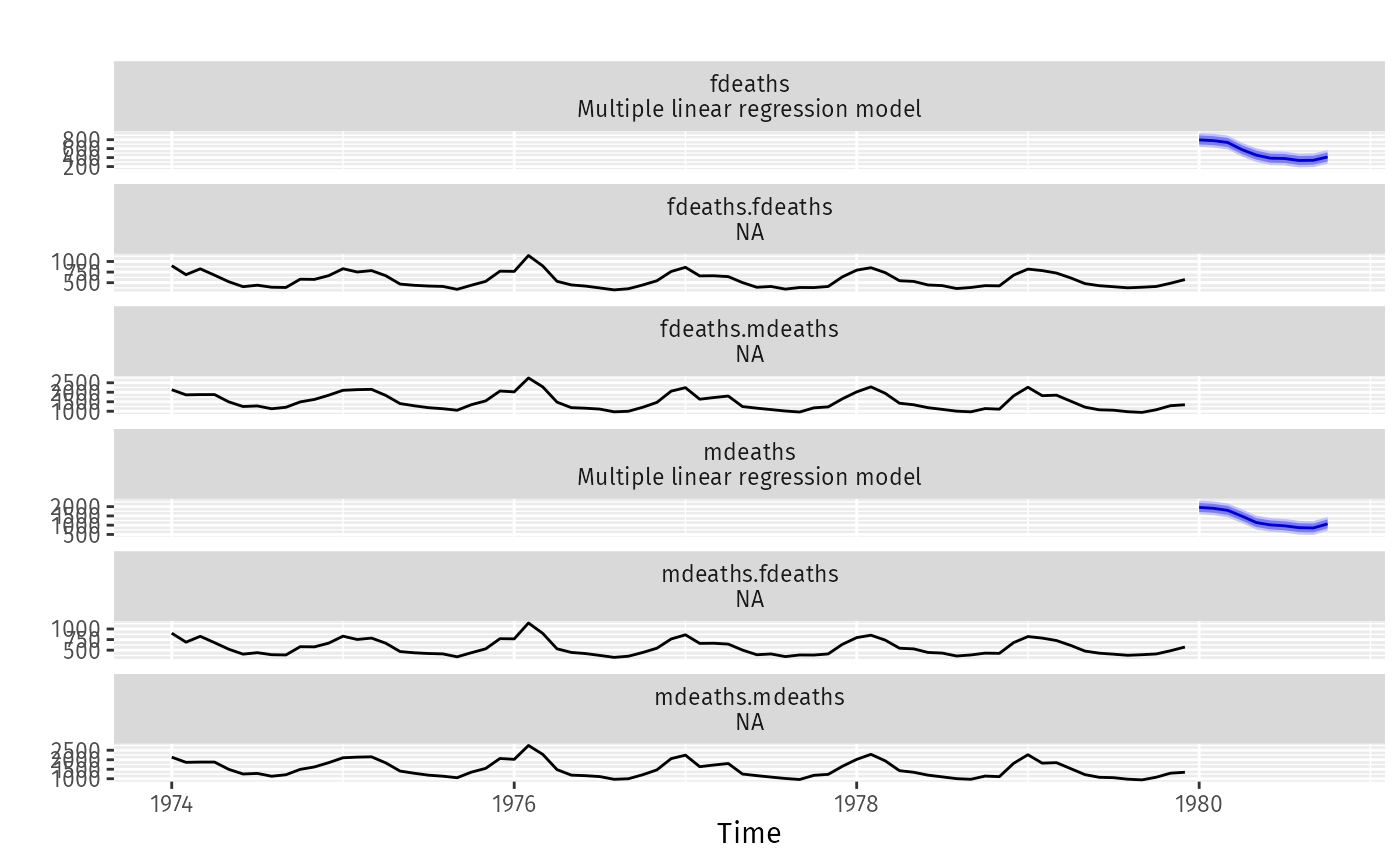 fdeaths
Multiple linear regression model
800
600
400
200
fdeaths.fdeaths
NA
1000
750
500
fdeaths.mdeaths
NA
2500
2000
1500
1000
mdeaths
Multiple linear regression model
2000
1500
1000
500
mdeaths.fdeaths
NA
1000
750
500
mdeaths.mdeaths
NA
2500
2000
1500
1000
1974 1976 1978 1980
Time